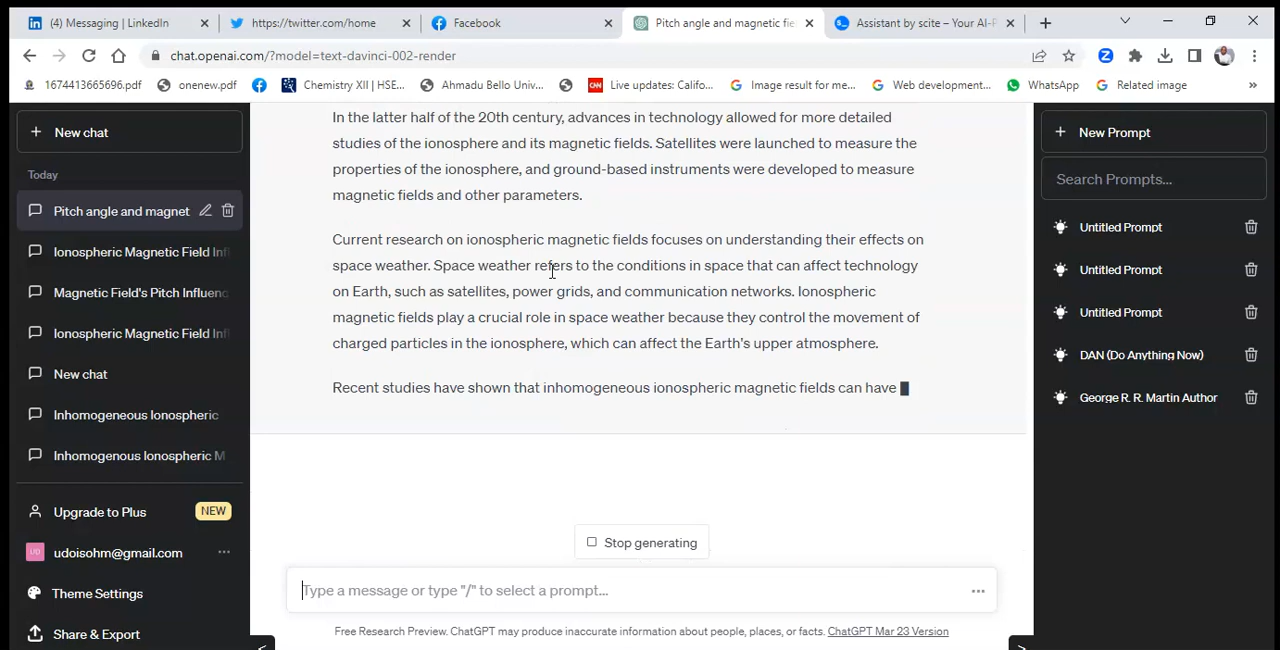 (4) Messaging | LinkedIn
https://twitter.com/home
Facebook
Pitch angle and magnetic fie
Assistant by scite – Your AI-P
chat.openai.com/?model=text-davinci-002-render
1674413665696.pdf
onenew.pdf
Chemistry XII | HSE...
Ahmadu Bello Univ...
CNN
Live updates: Califo...
Image result for me...
Web development...
WhatsApp
Related image
»
+ New chat
Today
Pitch angle and magnet
Ionospheric Magnetic Field Infl
Magnetic Field's Pitch Influenc
Ionospheric Magnetic Field Infl
New chat
Inhomogeneous Ionospheric
Inhomogenous Ionospheric M
Upgrade to Plus
NEW
UD
udoisohm@gmail.com
...
Theme Settings
Share & Export
In the latter half of the 20th century, advances in technology allowed for more detailed
studies of the ionosphere and its magnetic fields. Satellites were launched to measure the
properties of the ionosphere, and ground-based instruments were developed to measure
magnetic fields and other parameters.
Current research on ionospheric magnetic fields focuses on understanding their effects on
space weather. Space weather refers to the conditions in space that can affect technology
on Earth, such as satellites, power grids, and communication networks. Ionospheric
magnetic fields play a crucial role in space weather because they control the movement of
charged particles in the ionosphere, which can affect the Earth's upper atmosphere.
Recent studies have shown that inhomogeneous ionospheric magnetic fields can have
Stop generating
Type a message or type "/" to select a prompt...
...
Free Research Preview. ChatGPT may produce inaccurate information about people, places, or facts. ChatGPT Mar 23 Version
+ New Prompt
Search Prompts...
Untitled Prompt
Untitled Prompt
Untitled Prompt
DAN (Do Anything Now)
George R. R. Martin Author
<
>